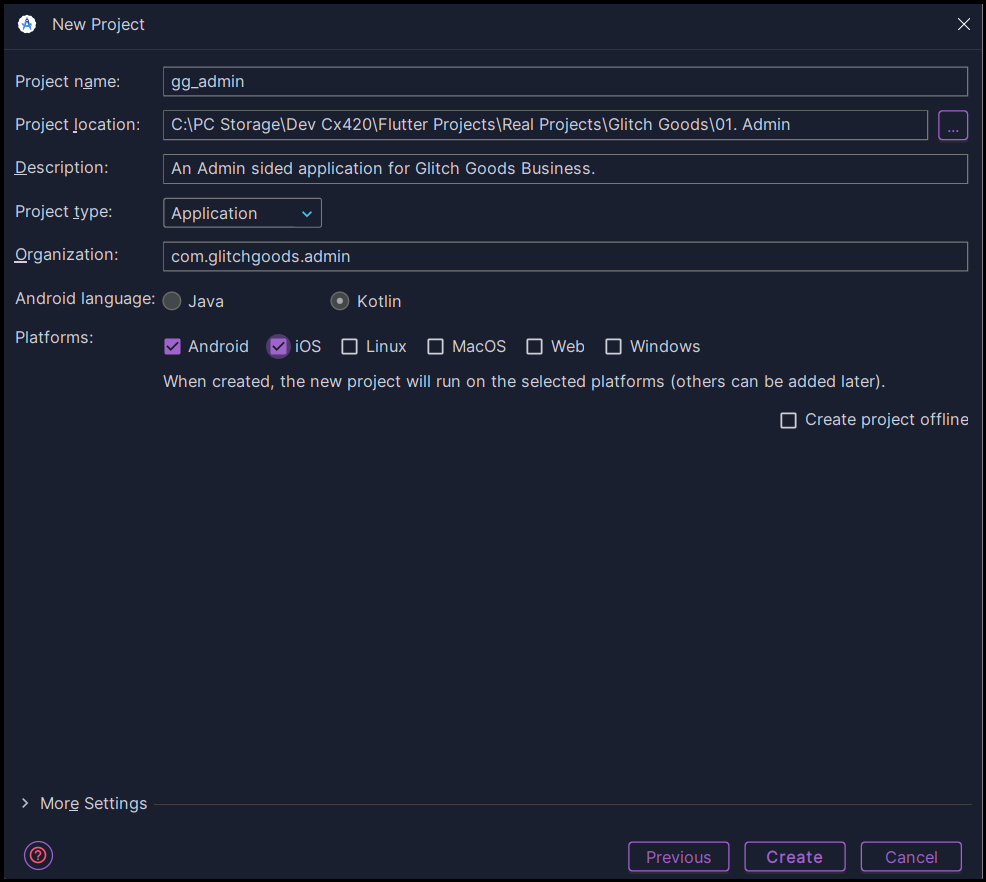 New Project
Project name: gg_admin
Project location: C:\PC Storage\Dev Cx420\Flutter Projects\Real Projects\Glitch Goods\01. Admin ...
Description: An Admin sided application for Glitch Goods Business.
Project type: Application
Organization: com.glitchgoods.admin
Android language: Java Kotlin
Platforms: Android iOS Linux MacOS Web Windows
When created, the new project will run on the selected platforms (others can be added later).
Create project offline
More Settings
? Previous Create Cancel